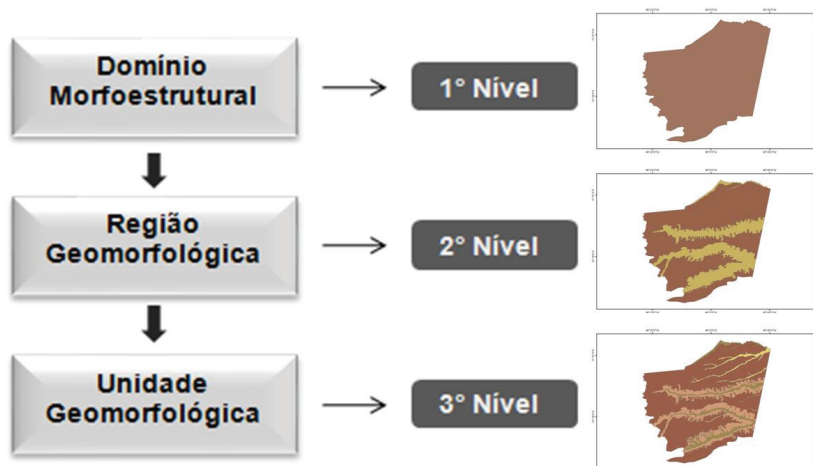 Domínio
Morfoestrutural
1° Nível
Região
Geomorfológica
2° Nível
Unidade
Geomorfológica
3° Nível